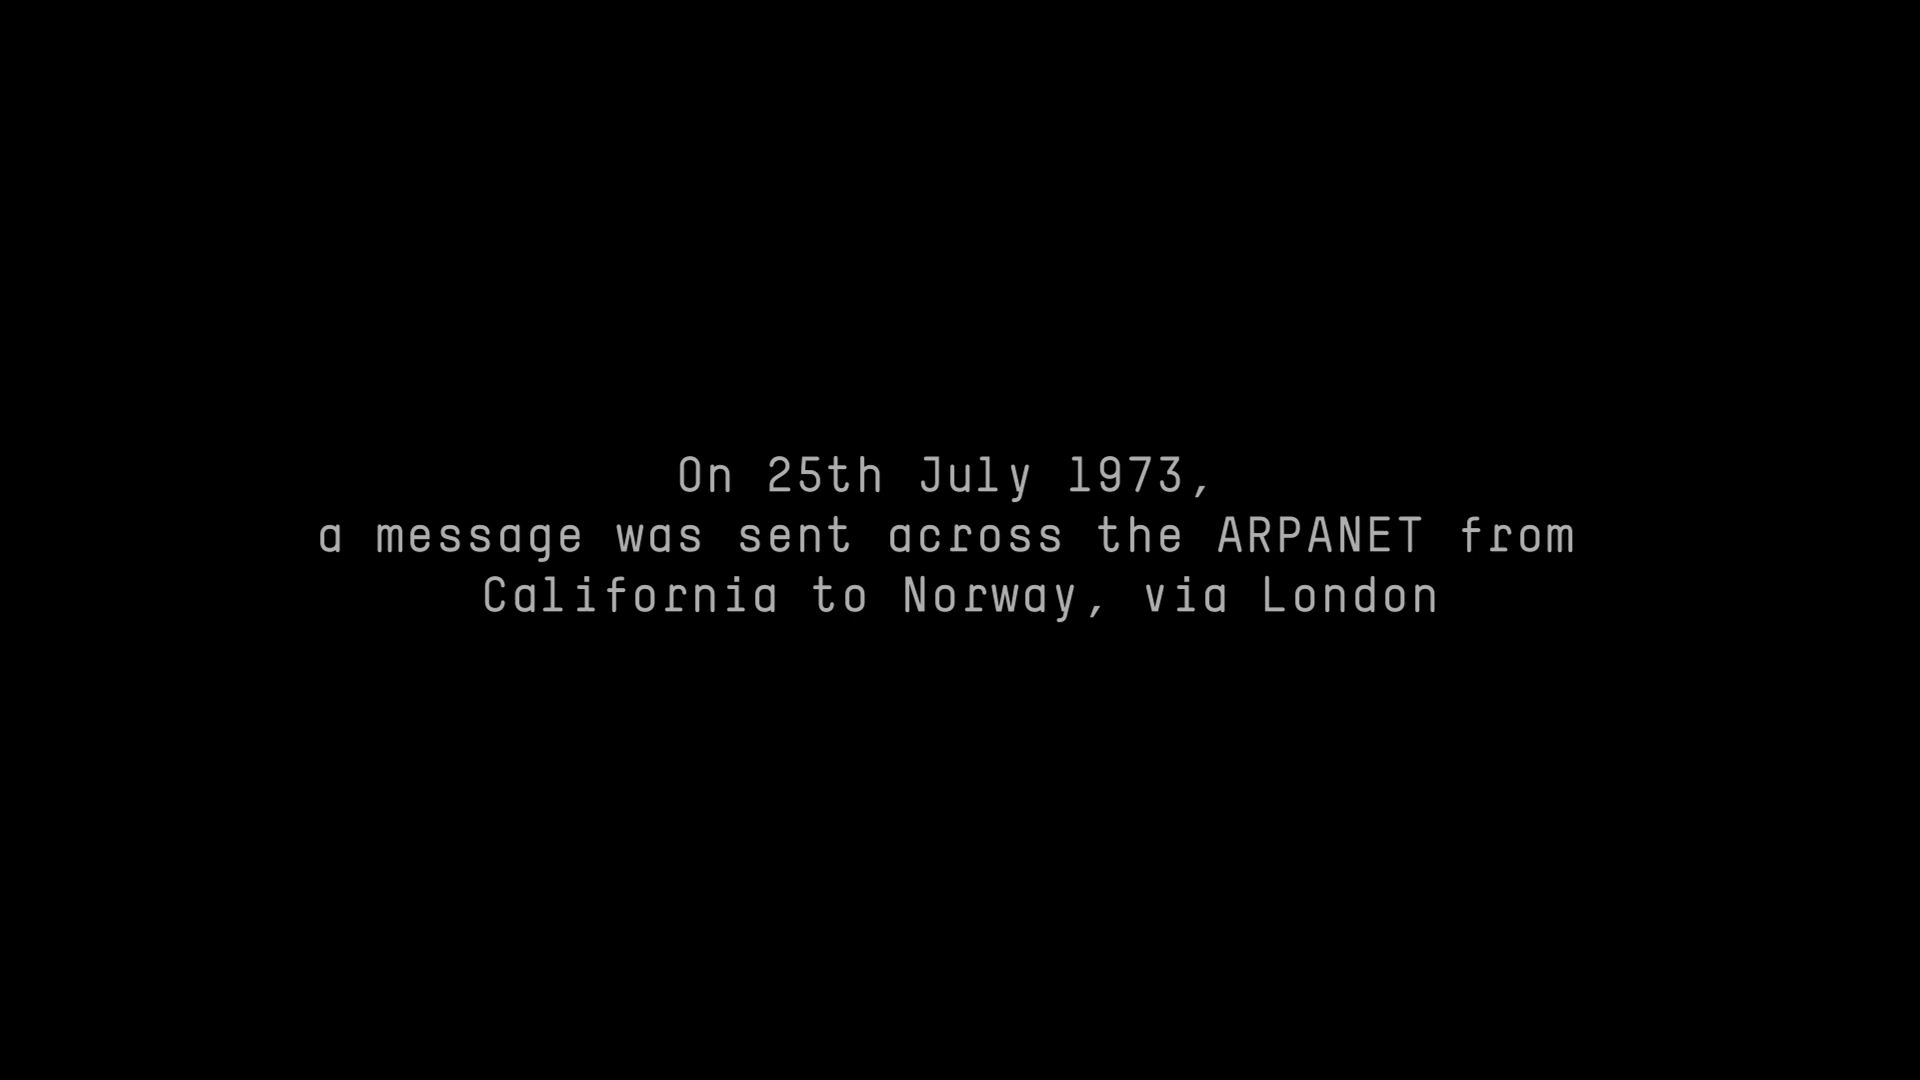 On 25th July 1973,
a message was sent across the ARPANET from
California to Norway, via London